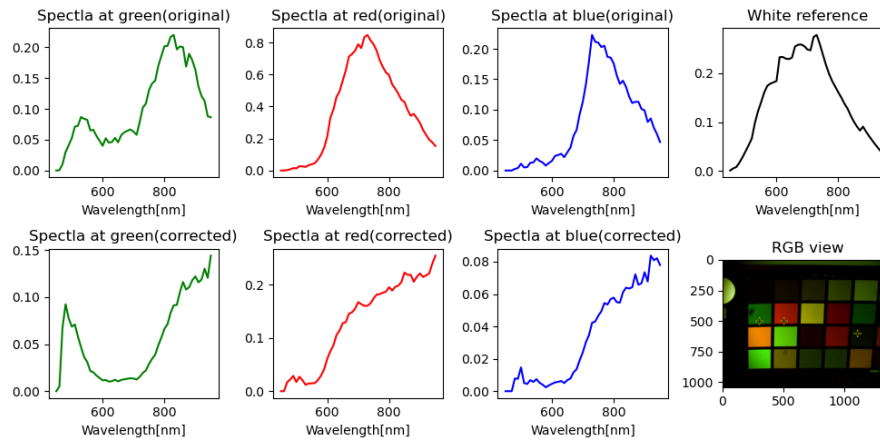 Spectla at green(original)
Spectla at red(original)
Spectla at blue(original)
White reference
0.20
0.15
0.10
0.05
0.00
0.8
0.6
0.4
0.2
0.0
0.20
0.15
0.10
0.05
0.00
0.2
0.1
0.0
600 800
600 800
600 800
600 800
Wavelength[nm]
Wavelength[nm]
Wavelength[nm]
Wavelength[nm]
Spectla at green(corrected)
Spectla at red(corrected)
Spectla at blue(corrected)
RGB view
0.15
0.10
0.05
0.00
0.2
0.1
0.0
0.08
0.06
0.04
0.02
0.00
0
250
500
750
1000
600 800
600 800
600 800
0 500 1000
Wavelength[nm]
Wavelength[nm]
Wavelength[nm]